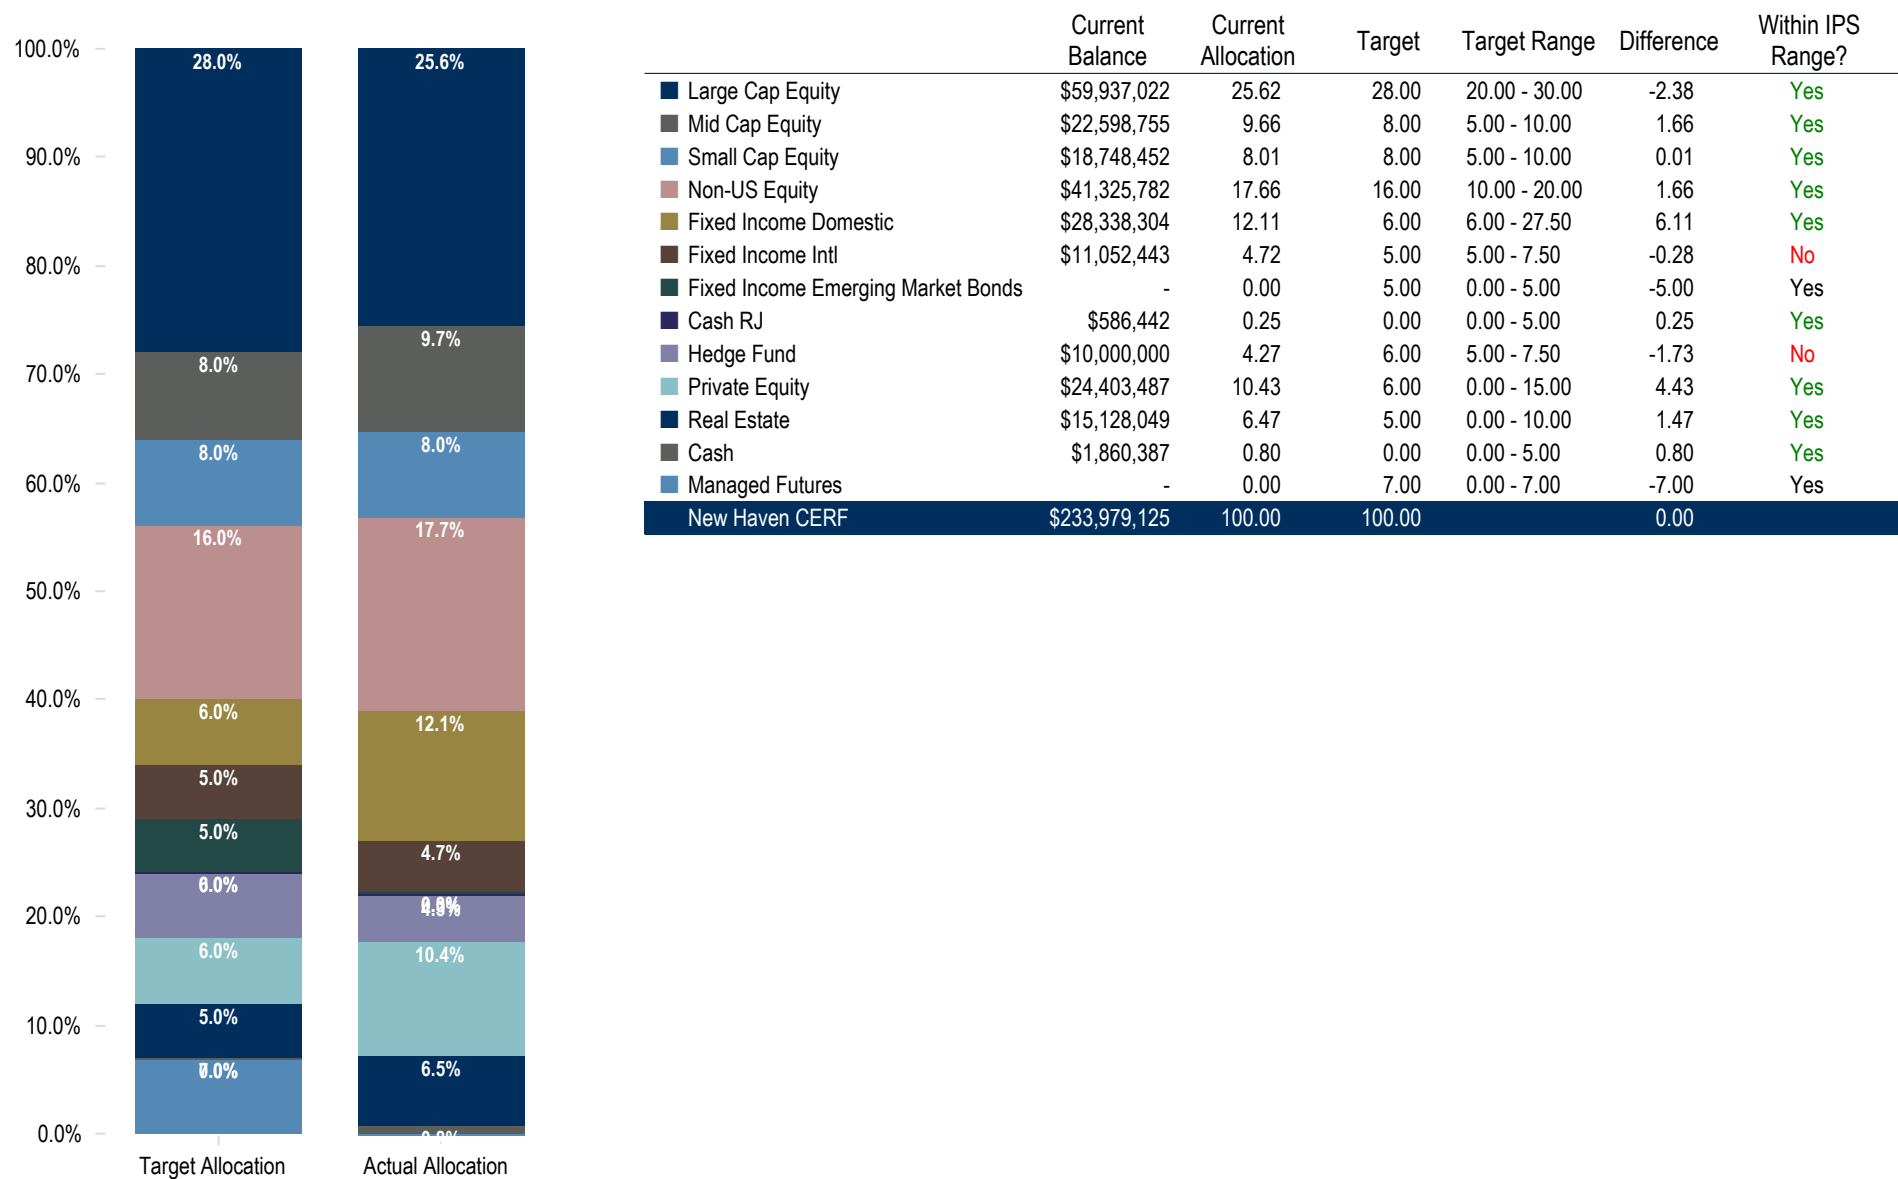 Current Current Within IPS
Balance Allocation Target Target Range Difference Range?
Large Cap Equity $59,937,022 25.62 28.00 20.00 - 30.00 -2.38 Yes
Mid Cap Equity $22,598,755 9.66 8.00 5.00 - 10.00 1.66 Yes
Small Cap Equity $18,748,452 8.01 8.00 5.00 - 10.00 0.01 Yes
Non-US Equity $41,325,782 17.66 16.00 10.00 - 20.00 1.66 Yes
Fixed Income Domestic $28,338,304 12.11 6.00 6.00 - 27.50 6.11 Yes
Fixed Income Intl $11,052,443 4.72 5.00 5.00 - 7.50 -0.28 No
Fixed Income Emerging Market Bonds - 0.00 5.00 0.00 - 5.00 -5.00 Yes
Cash RJ $586,442 0.25 0.00 0.00 - 5.00 0.25 Yes
Hedge Fund $10,000,000 4.27 6.00 5.00 - 7.50 -1.73 No
Private Equity $24,403,487 10.43 6.00 0.00 - 15.00 4.43 Yes
Real Estate $15,128,049 6.47 5.00 0.00 - 10.00 1.47 Yes
Cash $1,860,387 0.80 0.00 0.00 - 5.00 0.80 Yes
Managed Futures - 0.00 7.00 0.00 - 7.00 -7.00 Yes
New Haven CERF $233,979,125 100.00 100.00 0.00
100.0%
90.0%
80.0%
70.0%
60.0%
50.0%
40.0%
30.0%
20.0%
10.0%
0.0%
28.0%
8.0%
8.0%
16.0%
6.0%
5.0%
5.0%
6.0%
5.0%
25.6%
9.7%
8.0%
17.7%
12.1%
4.7%
10.4%
6.5%
Target Allocation
Actual Allocation